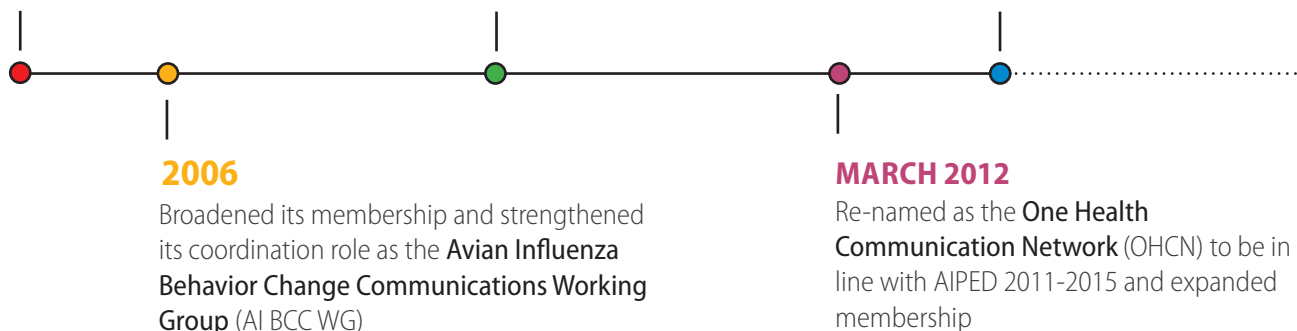 2006
Broadened its membership and strengthened
its coordination role as the Avian Influenza
Behavior Change Communications Working
Group (AI BCC WG)
MARCH 2012
Re-named as the One Health
Communication Network (OHCN) to be in
line with AIPED 2011-2015 and expanded
membership